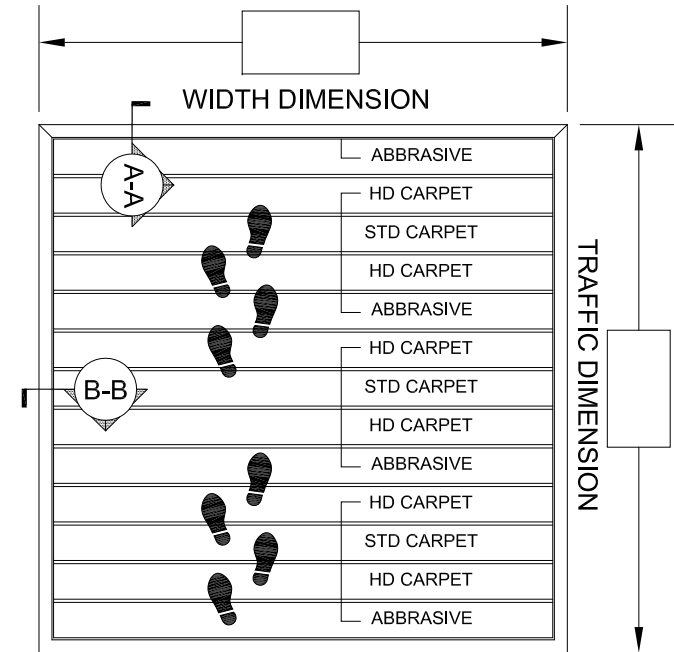 WIDTH DIMENSION
A-A
ABBRASIVE
HD CARPET
STD CARPET
HD CARPET
ABBRASIVE
HD CARPET
B-B
STD CARPET
HD CARPET
ABBRASIVE
HD CARPET
STD CARPET
HD CARPET
ABBRASIVE
TRAFFIC DIMENSION